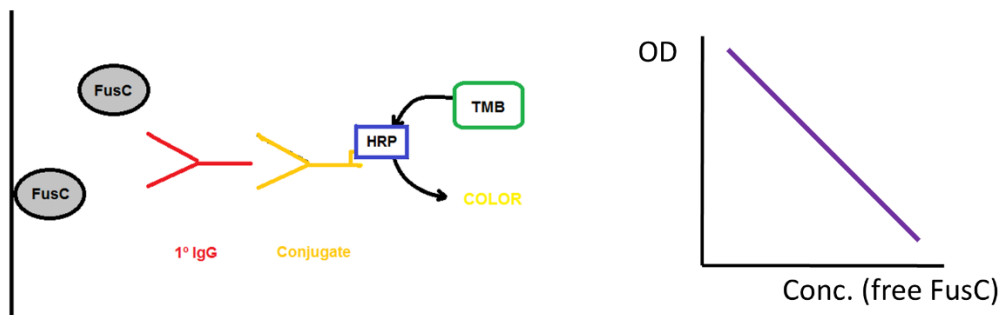 FusC
FusC
HRP
TMB
COLOR
1º IgG
Conjugate
OD
Conc. (free FusC)